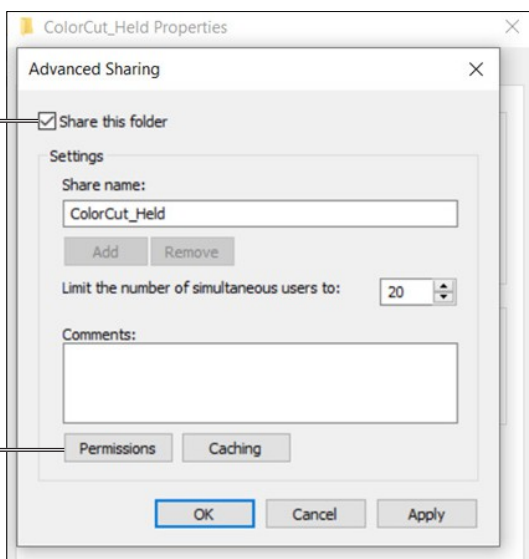 ColorCut_Held Properties
Advanced Sharing
Share this folder
Settings
Share name:
ColorCut_Held
Add Remove
Limit the number of simultaneous users to: 20
Comments:
Permissions Caching
OK Cancel Apply